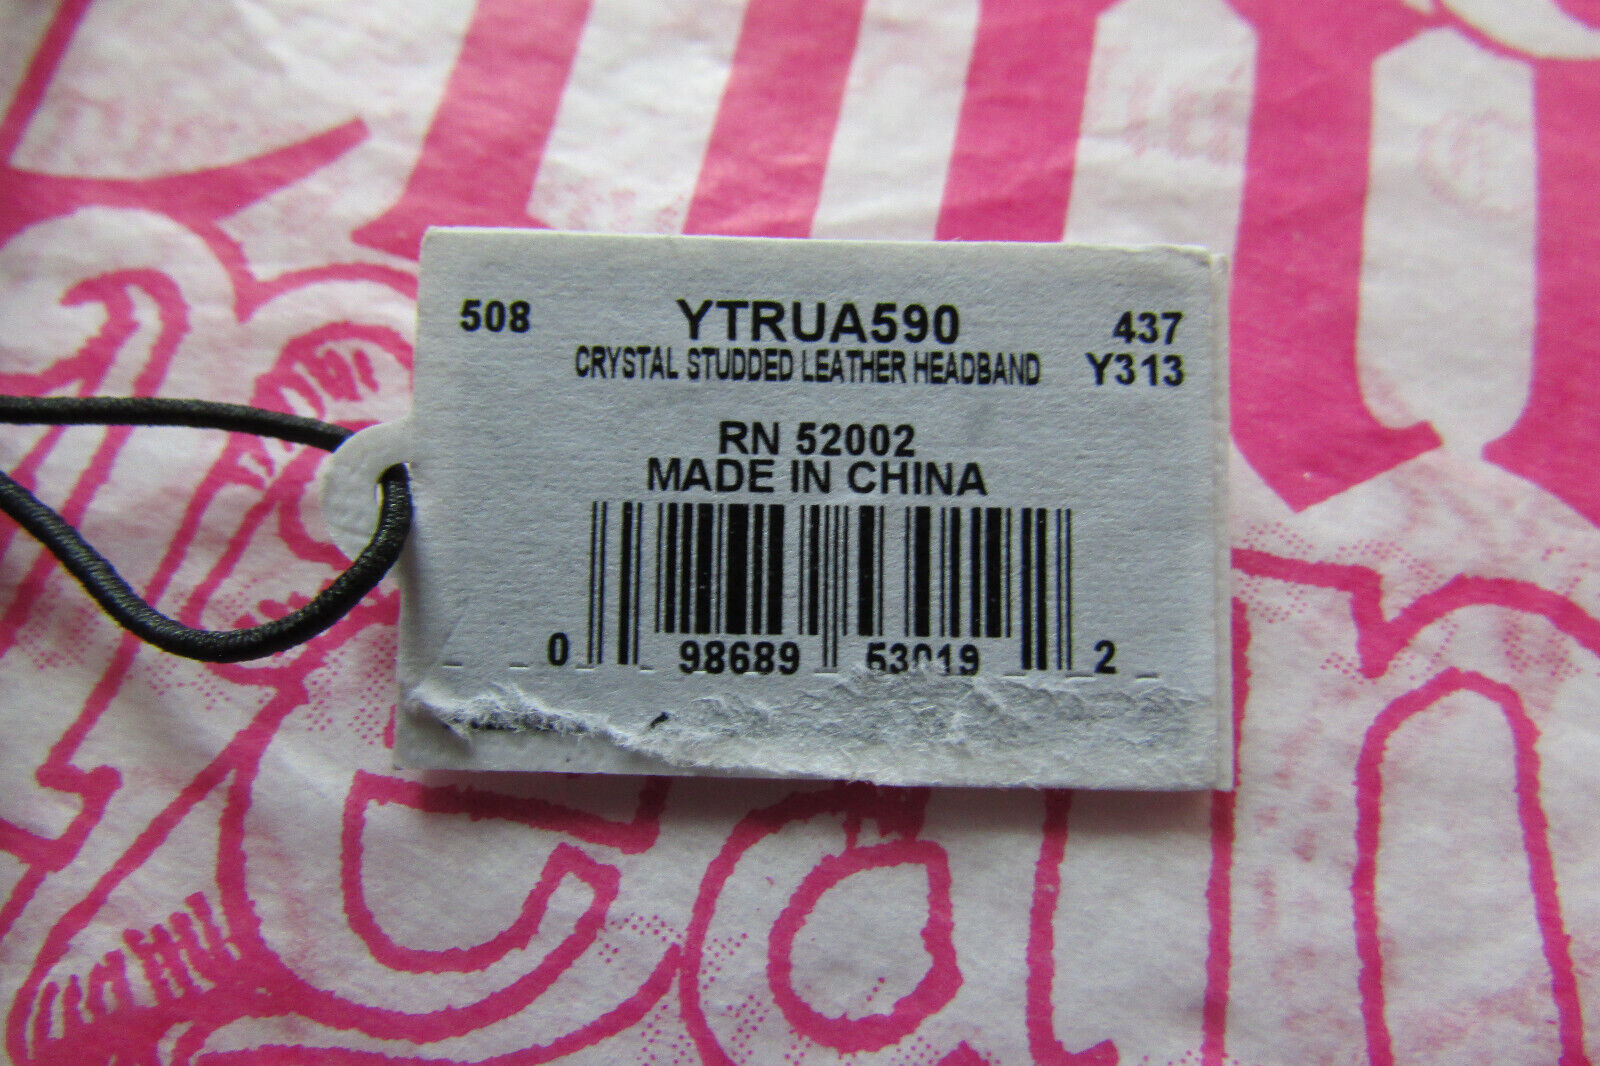 508 YTRUA590 437
CRYSTAL STUDDED LEATHER HEADBAND Y313
RN 52002
MADE IN CHINA
0 98689 53019 2